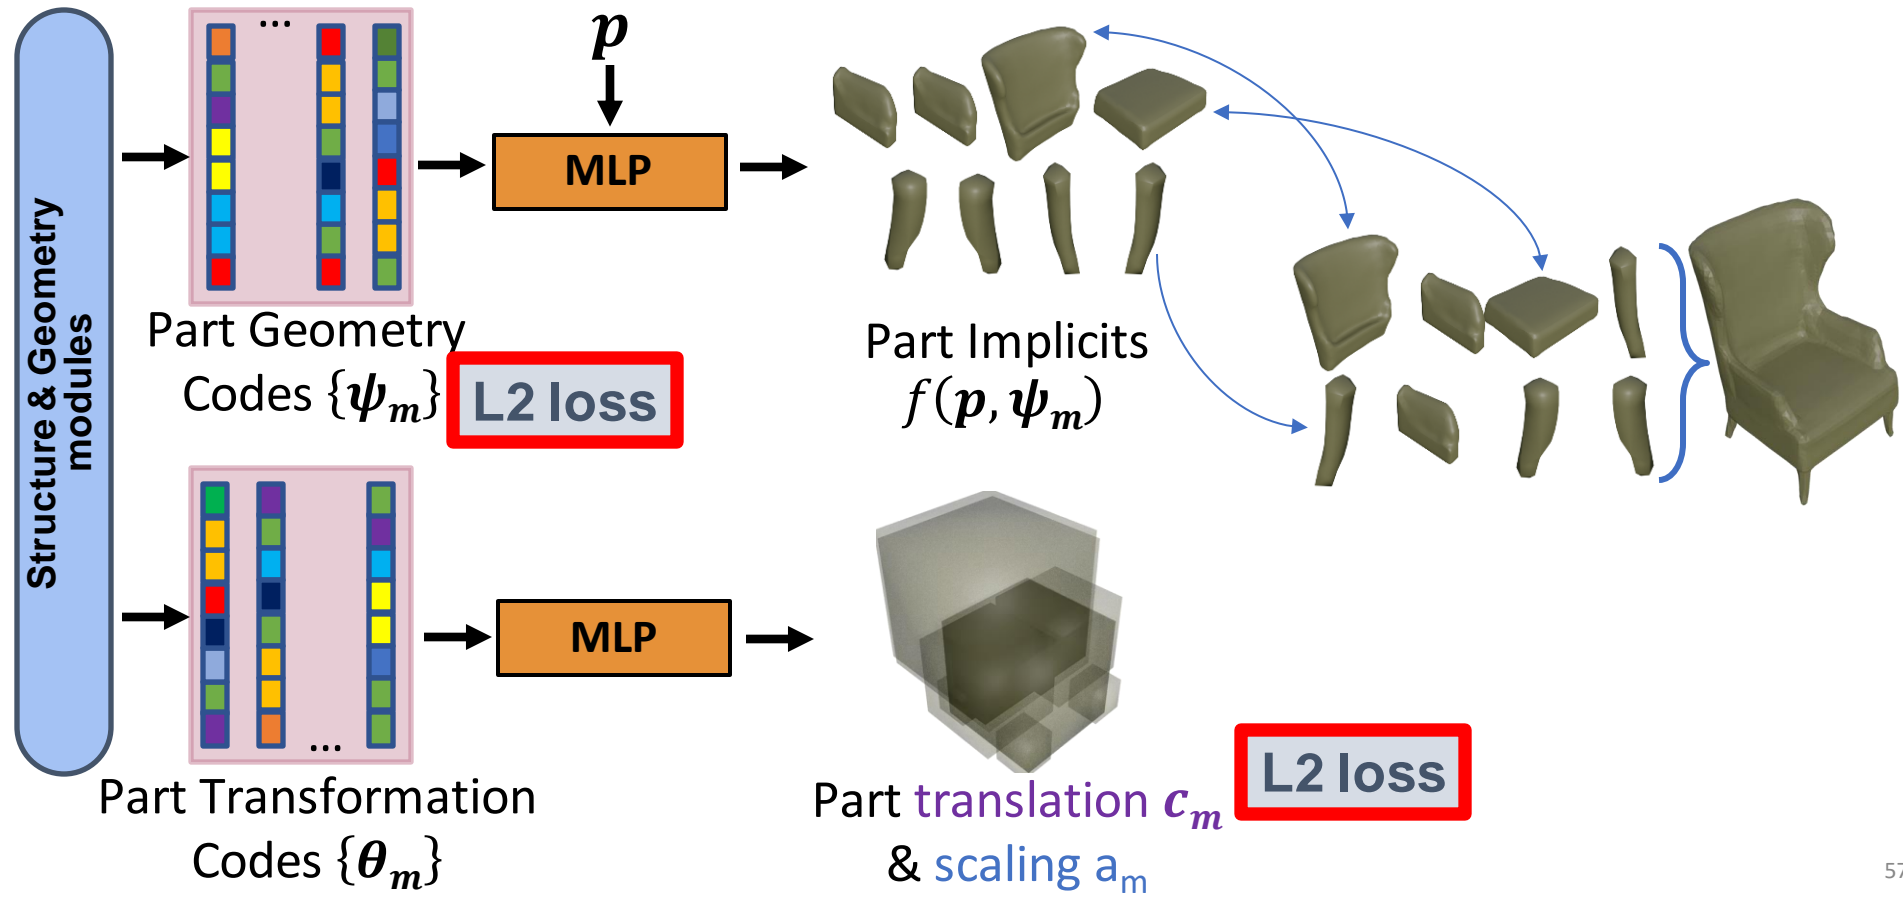 Structure & Geometry
modules
...
p
MLP
Part Geometry
Codes {ψm}
L2 loss
Part Implicits
f(p, ψm)
MLP
...
Part Transformation
Codes {θm}
Part translation cm
& scaling am
L2 loss
57